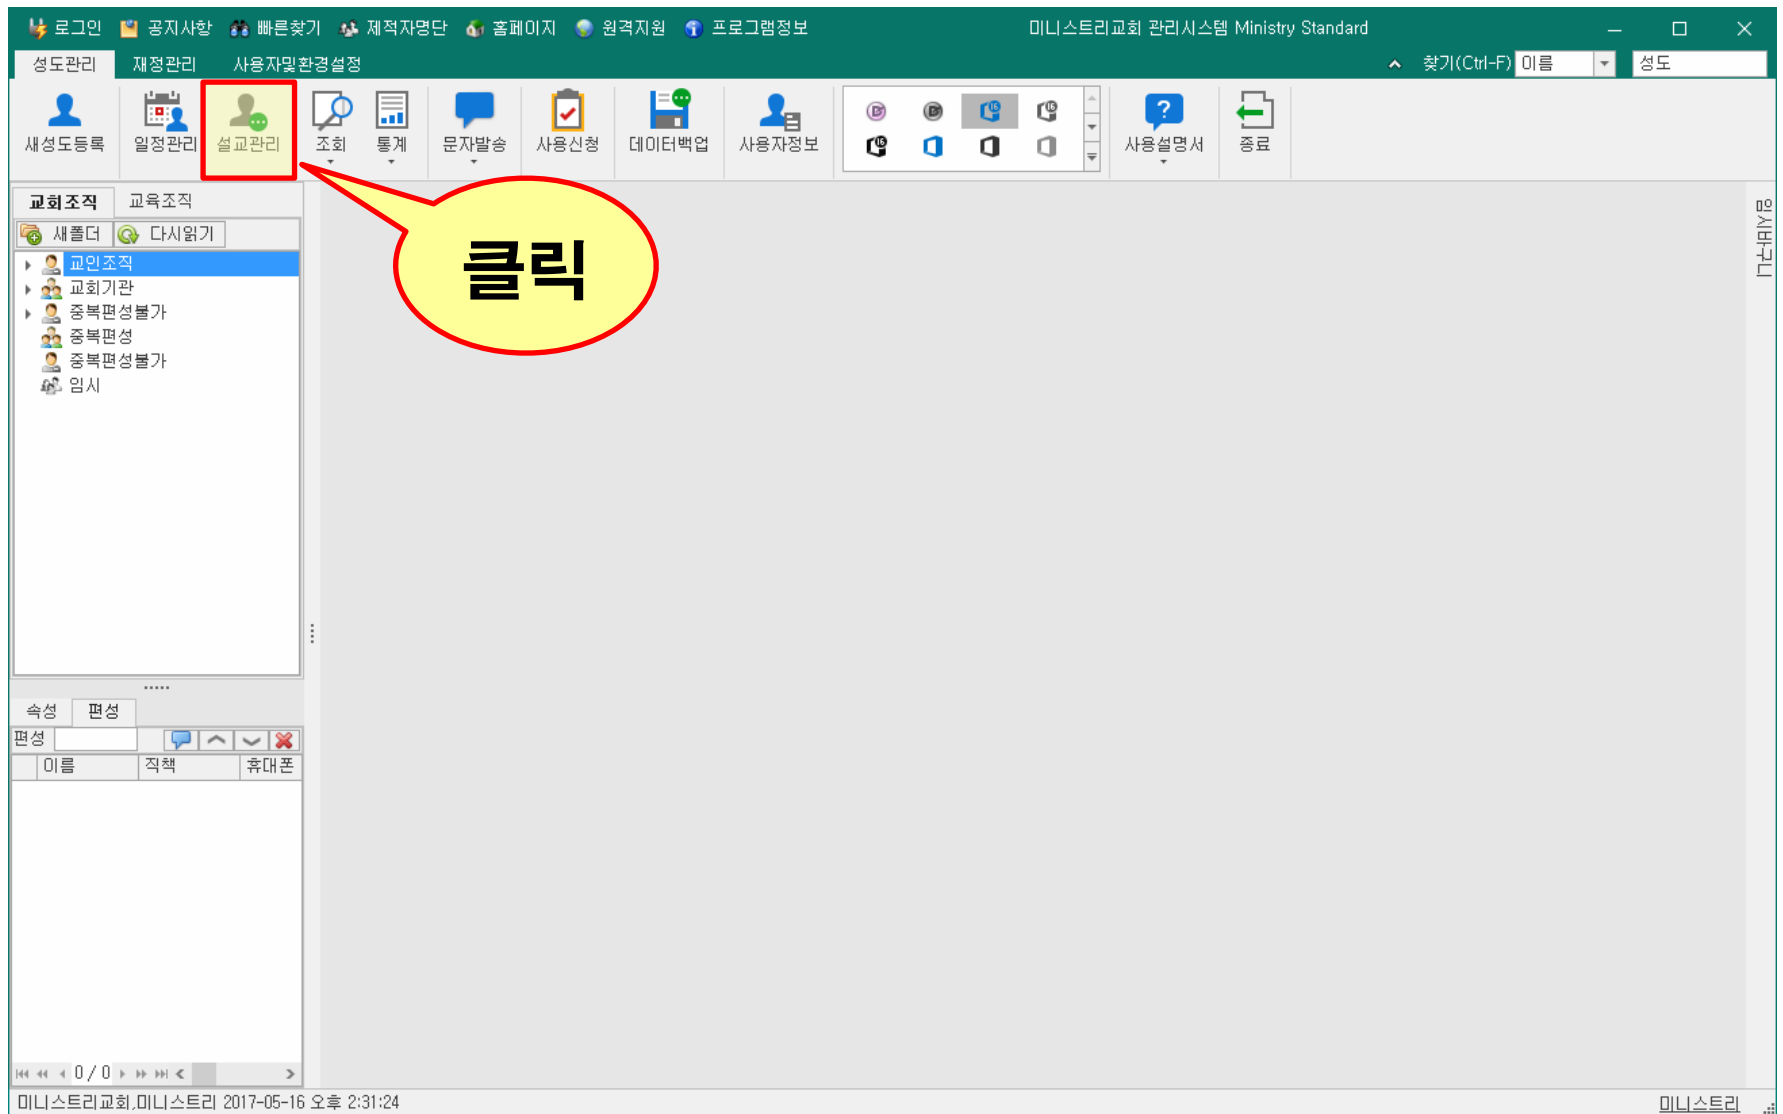 로그인 공지사항 빠른찾기 제적자명단 홈페이지 원격지원 프로그램정보 미니스트리교회 관리시스템 Ministry Standard
성도관리 재정관리 사용자및환경설정 찾기(Ctrl-F) 이름 성도
새성도등록 일정관리 설교관리 조회 통계 문자발송 사용신청 데이터백업 사용자정보 사용설명서 종료
교회조직 교육조직
새폴더 다시읽기
교인조직
교회기관
중복편성불가
중복편성
중복편성불가
임시
클릭
임시바구니
속성 편성
편성
이름 직책 휴대폰
0 / 0
미니스트리교회,미니스트리 2017-05-16 오후 2:31:24 미니스트리